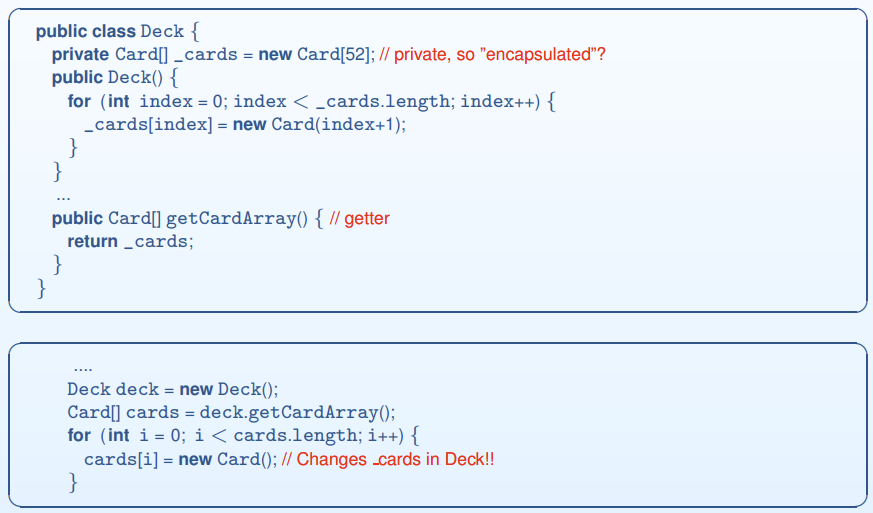 public class Deck {
private Card[] _cards = new Card[52]; // private, so ”encapsulated”?
public Deck() {
for (int index = 0; index < _cards.length; index++) {
_cards[index] = new Card(index+1);
}
}
...
public Card[] getCardArray() { // getter
return _cards;
}
}
....
Deck deck = new Deck();
Card[] cards = deck.getCardArray();
for (int i = 0; i < cards.length; i++) {
cards[i] = new Card(); // Changes _cards in Deck!!
}